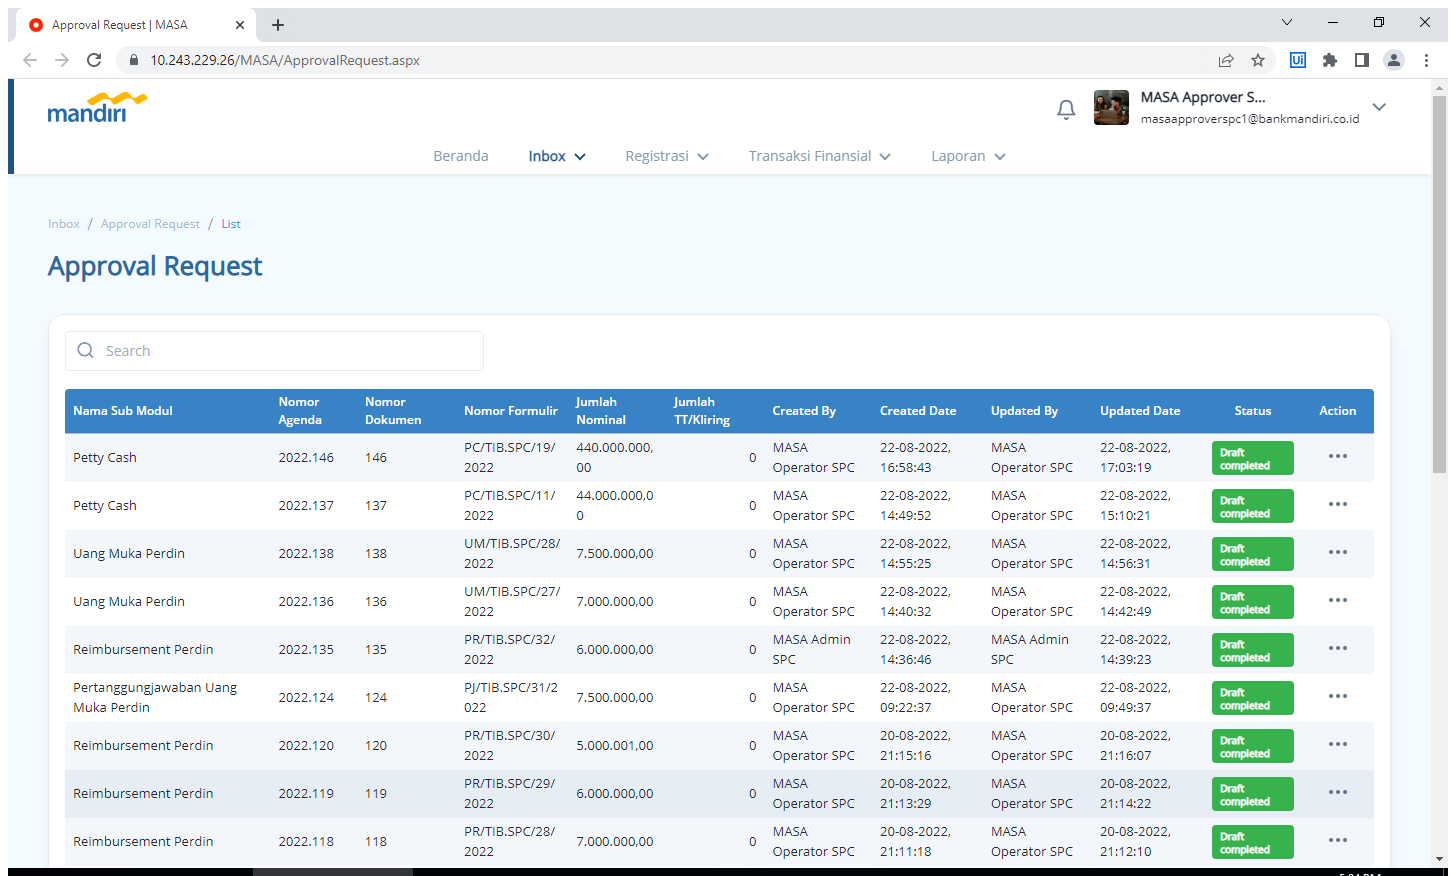 Approval Request | MASA
10.243.229.26/MASA/ApprovalRequest.aspx
Ui
mandiri
MASA Approver S...
masaapproverspc1@bankmandiri.co.id
Beranda Inbox Registrasi Transaksi Finansial Laporan
Inbox / Approval Request / List
Approval Request
Search
Nama Sub Modul Nomor Agenda Nomor Dokumen Nomor Formulir Jumlah Nominal Jumlah TT/Kliring Created By Created Date Updated By Updated Date Status Action
Petty Cash 2022.146 146 PC/TIB.SPC/19/2022 440.000.000,00 0 MASA Operator SPC 22-08-2022, 16:58:43 MASA Operator SPC 22-08-2022, 17:03:19 Draft completed
Petty Cash 2022.137 137 PC/TIB.SPC/11/2022 44.000.000,00 0 MASA Operator SPC 22-08-2022, 14:49:52 MASA Operator SPC 22-08-2022, 15:10:21 Draft completed
Uang Muka Perdin 2022.138 138 UM/TIB.SPC/28/2022 7.500.000,00 0 MASA Operator SPC 22-08-2022, 14:55:25 MASA Operator SPC 22-08-2022, 14:56:31 Draft completed
Uang Muka Perdin 2022.136 136 UM/TIB.SPC/27/2022 7.000.000,00 0 MASA Operator SPC 22-08-2022, 14:40:32 MASA Operator SPC 22-08-2022, 14:42:49 Draft completed
Reimbursement Perdin 2022.135 135 PR/TIB.SPC/32/2022 6.000.000,00 0 MASA Admin SPC 22-08-2022, 14:36:46 MASA Admin SPC 22-08-2022, 14:39:23 Draft completed
Pertanggungjawaban Uang Muka Perdin 2022.124 124 PJ/TIB.SPC/31/2022 7.500.000,00 0 MASA Operator SPC 22-08-2022, 09:22:37 MASA Operator SPC 22-08-2022, 09:49:37 Draft completed
Reimbursement Perdin 2022.120 120 PR/TIB.SPC/30/2022 5.000.001,00 0 MASA Operator SPC 20-08-2022, 21:15:16 MASA Operator SPC 20-08-2022, 21:16:07 Draft completed
Reimbursement Perdin 2022.119 119 PR/TIB.SPC/29/2022 6.000.000,00 0 MASA Operator SPC 20-08-2022, 21:13:29 MASA Operator SPC 20-08-2022, 21:14:22 Draft completed
Reimbursement Perdin 2022.118 118 PR/TIB.SPC/28/2022 7.000.000,00 0 MASA Operator SPC 20-08-2022, 21:11:18 MASA Operator SPC 20-08-2022, 21:12:10 Draft completed